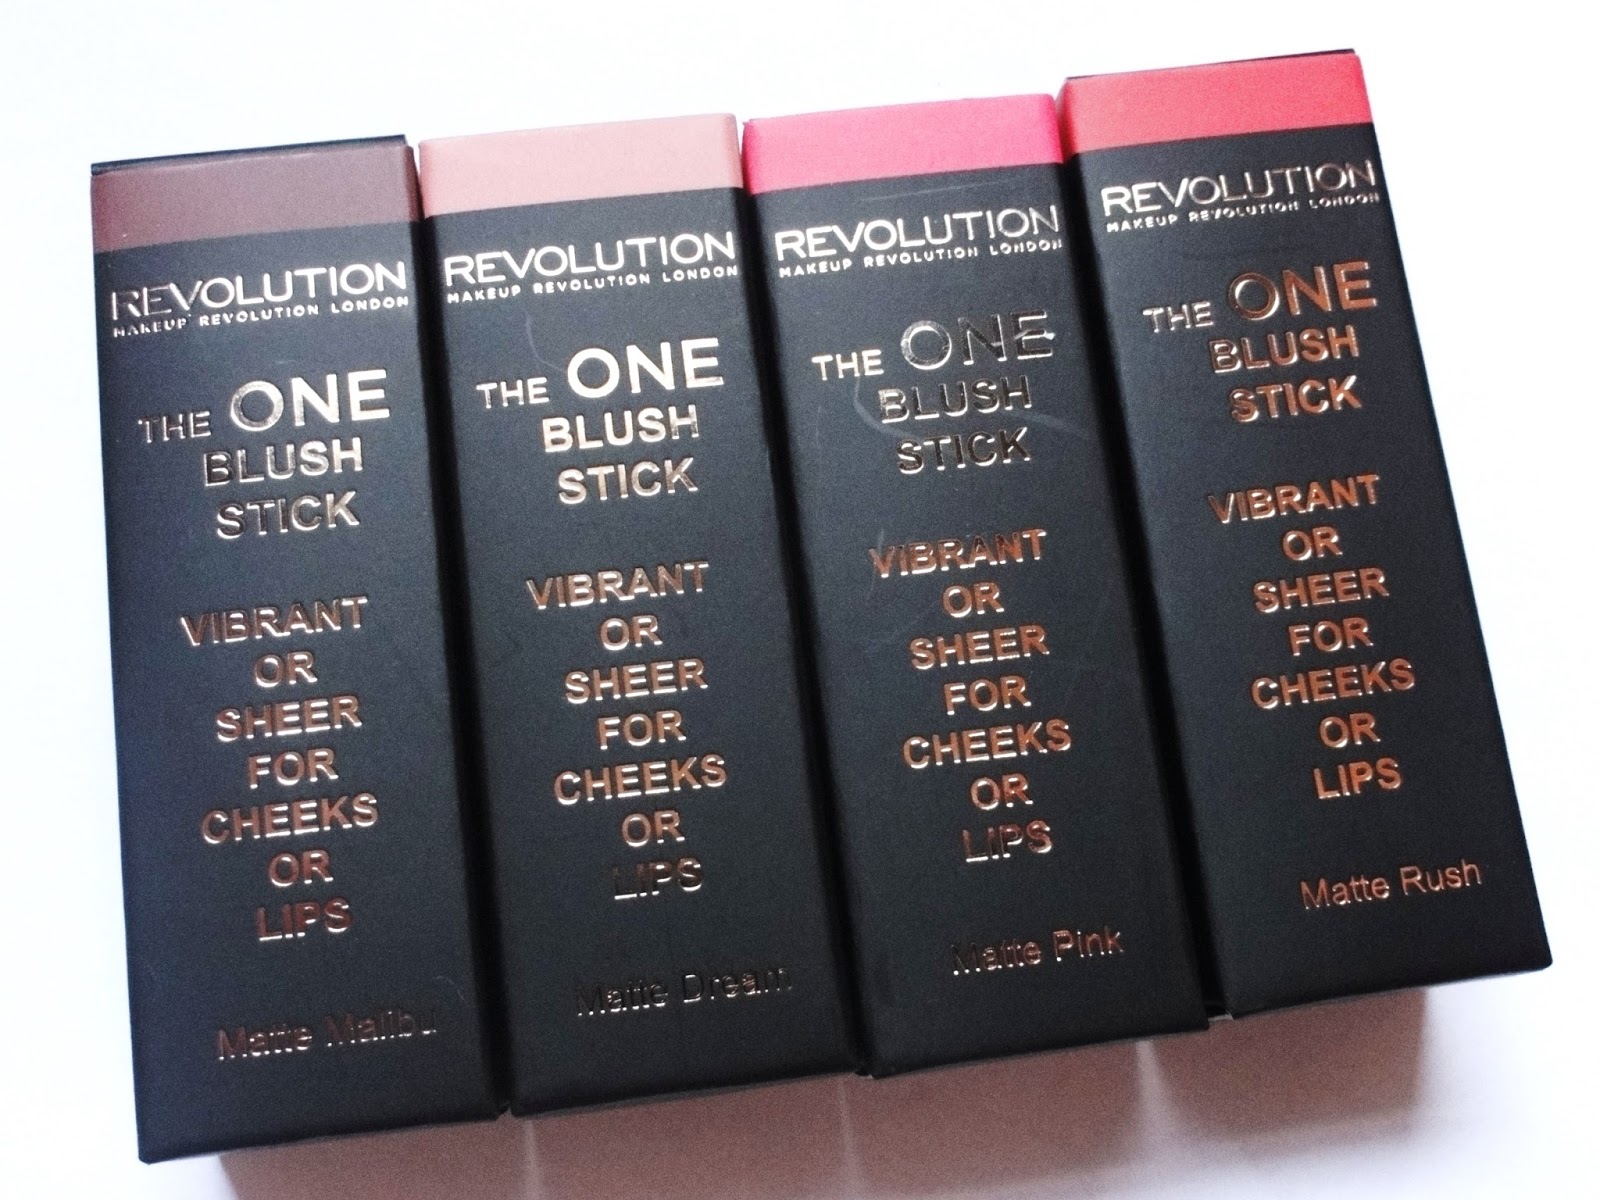 REVOLUTION
MAKEUP REVOLUTION LONDON
THE ONE
BLUSH
STICK
VIBRANT
OR
SHEER
FOR
CHEEKS
OR
LIPS
Matte Malibu
REVOLUTION
MAKEUP REVOLUTION LONDON
THE ONE
BLUSH
STICK
VIBRANT
OR
SHEER
FOR
CHEEKS
OR
LIPS
Matte Dream
REVOLUTION
MAKEUP REVOLUTION LONDON
THE ONE
BLUSH
STICK
VIBRANT
OR
SHEER
FOR
CHEEKS
OR
LIPS
Matte Pink
REVOLUTION
MAKEUP REVOLUTION LONDON
THE ONE
BLUSH
STICK
VIBRANT
OR
SHEER
FOR
CHEEKS
OR
LIPS
Matte Rush